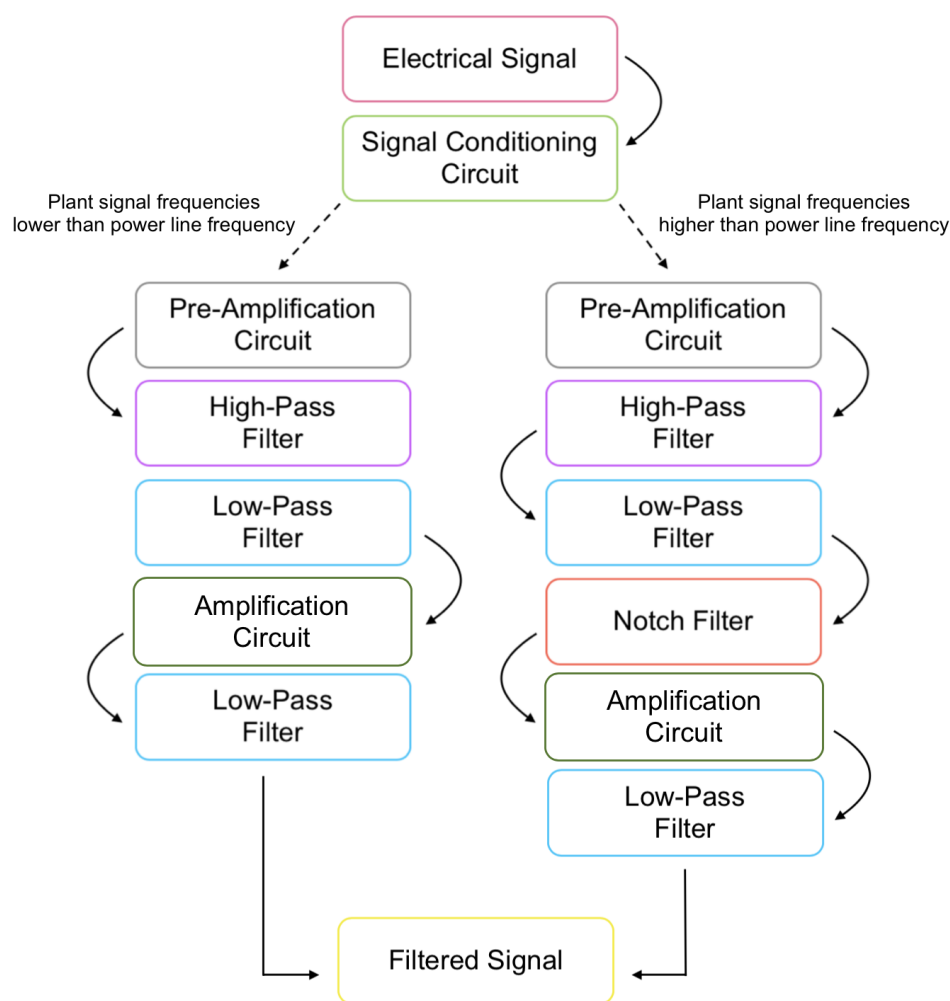 Electrical Signal
Signal Conditioning
Circuit
Plant signal frequencies
lower than power line frequency
Plant signal frequencies
higher than power line frequency
Pre-Amplification
Circuit
High-Pass
Filter
Low-Pass
Filter
Amplification
Circuit
Low-Pass
Filter
Pre-Amplification
Circuit
High-Pass
Filter
Low-Pass
Filter
Notch Filter
Amplification
Circuit
Low-Pass
Filter
Filtered Signal